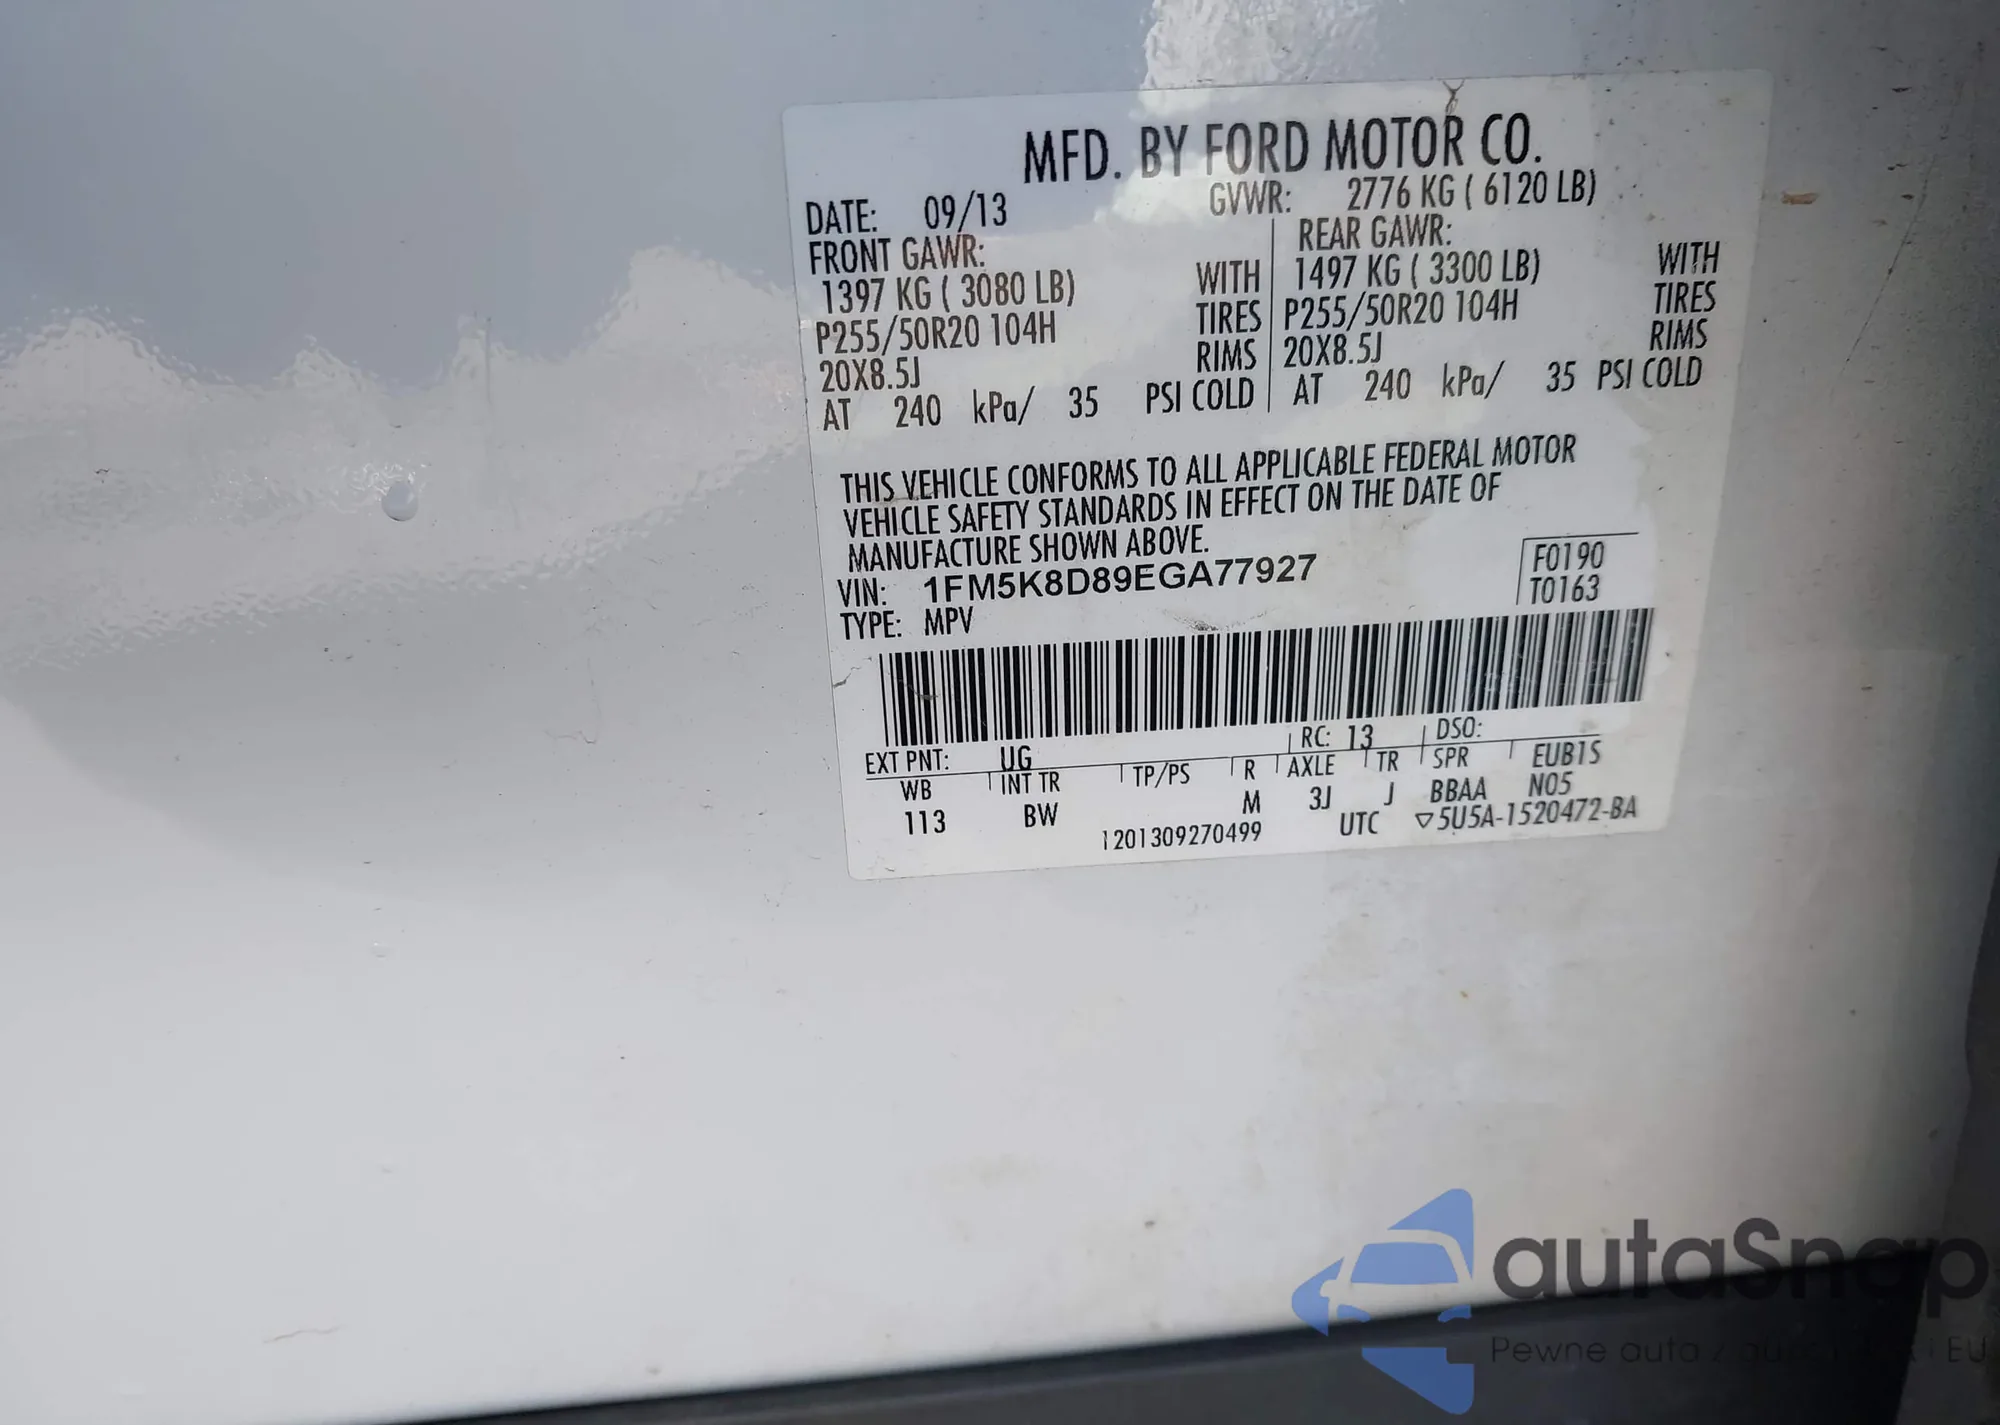 MFD. BY FORD MOTOR CO.
DATE: 09/13 GVWR: 2776 KG ( 6120 LB)
FRONT GAWR: REAR GAWR:
1397 KG ( 3080 LB) WITH 1497 KG ( 3300 LB) WITH
P255/50R20 104H TIRES P255/50R20 104H TIRES
20X8.5J RIMS 20X8.5J RIMS
AT 240 kPa/ 35 PSI COLD AT 240 kPa/ 35 PSI COLD
THIS VEHICLE CONFORMS TO ALL APPLICABLE FEDERAL MOTOR
VEHICLE SAFETY STANDARDS IN EFFECT ON THE DATE OF
MANUFACTURE SHOWN ABOVE.
VIN: 1FM5K8D89EGA77927 F0190
TYPE: MPV T0163
EXT PNT: UG RC: 13 DSO:
WB INT TR TP/PS R AXLE TR SPR EUB1S
113 BW M 3J J BBAA N05
1201309270499 UTC ▽5U5A-1520472-BA
autaSnap
Pewne auto z i EU